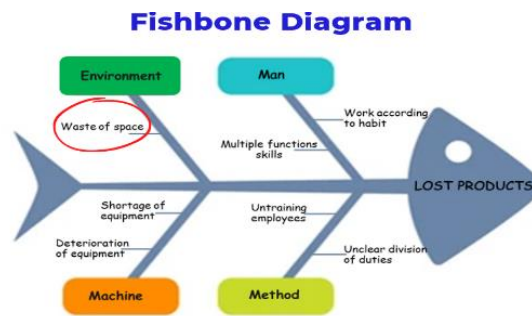 Fishbone Diagram
Environment
Man
Waste of space
Work according
to habit
Multiple functions
skills
LOST PRODUCTS
Shortage of
equipment
Untraining
employees
Deterioration
of equipment
Unclear division
of duties
Machine
Method